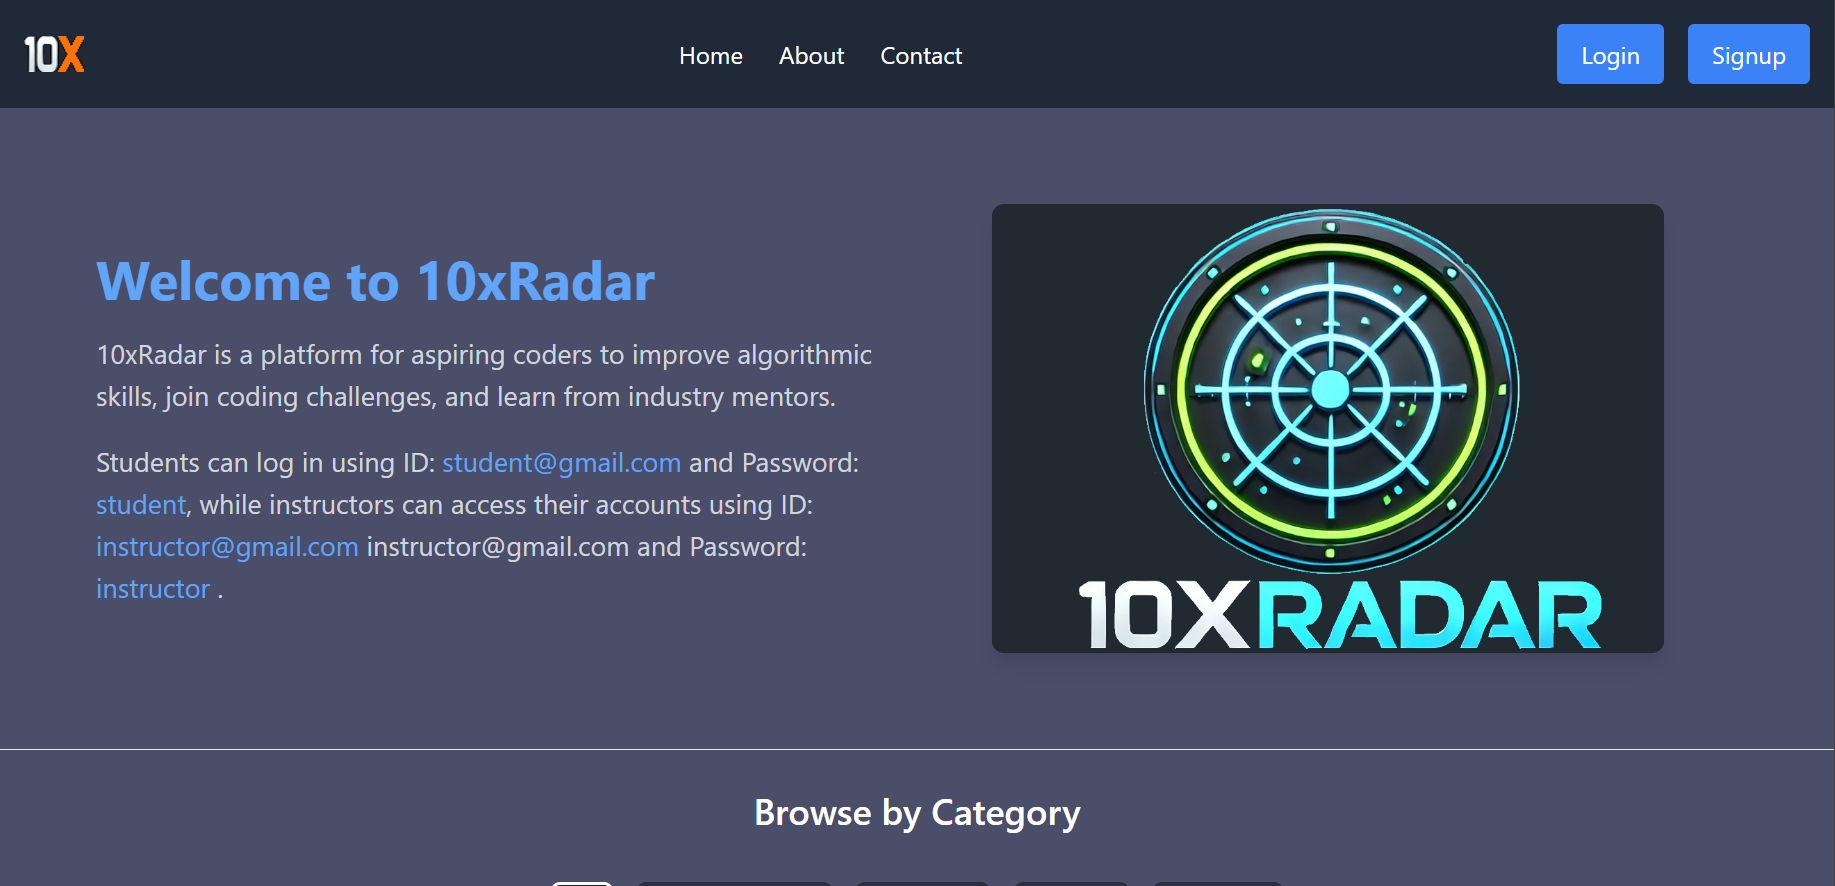 10X
Home
About
Contact
Login
Signup
Welcome to 10xRadar
10xRadar is a platform for aspiring coders to improve algorithmic
skills, join coding challenges, and learn from industry mentors.
Students can log in using ID: student@gmail.com and Password:
student, while instructors can access their accounts using ID:
instructor@gmail.com instructor@gmail.com and Password:
instructor .
10XRADAR
Browse by Category